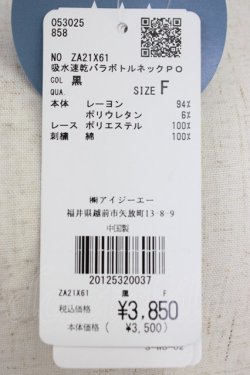 053025
858
NO ZA21X61
吸水速乾バラボトルネックPO
COL 黒
QUA. SIZE F
本体 レーヨン 94%
ポリウレタン 6%
レース ポリエステル 100%
刺繍 綿 100%
㈱アイジーエー
福井県越前市矢放町13-8-9
中国製
20125320037
ZA21X61 黒 F
税込価格 ¥3,850
本体価格 ( ¥3,500)